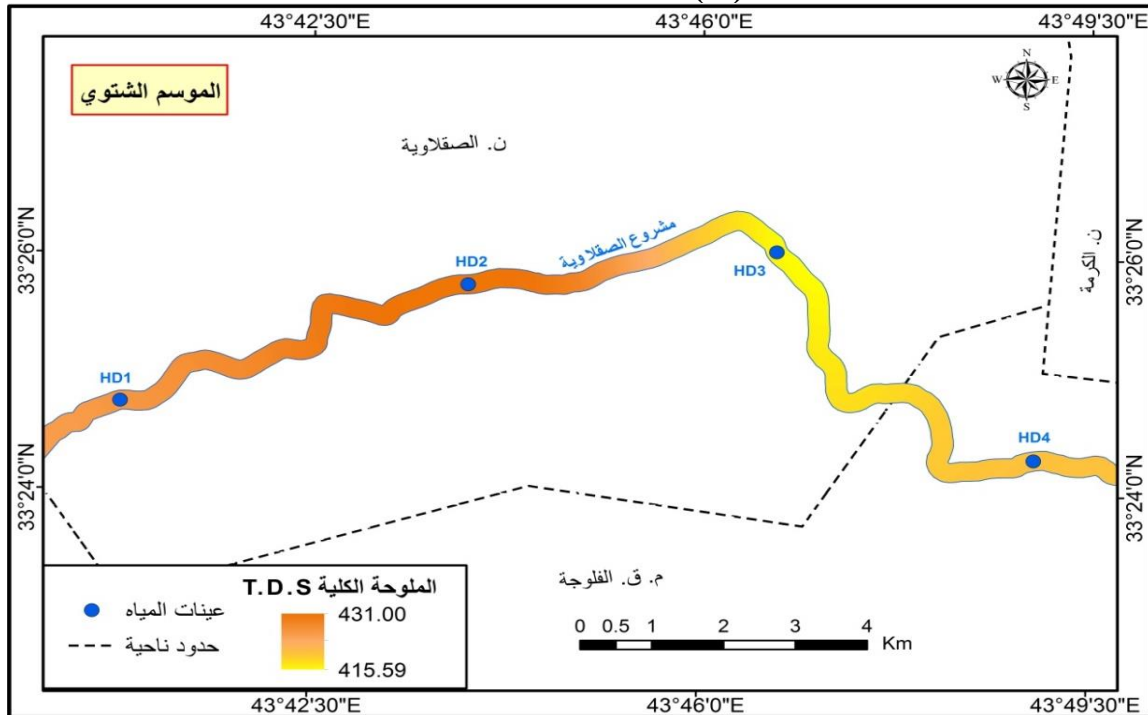 43°42'30"E
43°46'0"E
43°49'30"E
الموسم الشتوي
N
W
E
S
ن. الصقلاوية
مشروع الصقلاوية
ن. الكرمة
33°26'0"N
33°26'0"N
HD1
HD2
HD3
HD4
33°24'0"N
33°24'0"N
م. ق. الفلوجة
الملوحة الكلية T.D.S
431.00
415.59
عينات المياه
حدود ناحية
0 0.5 1 2 3 4
Km
43°42'30"E
43°46'0"E
43°49'30"E